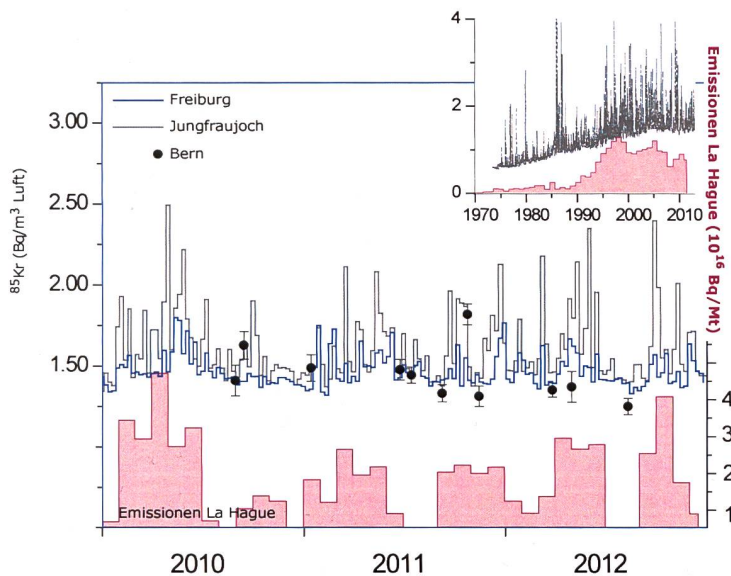 4
2
0
1970 1980 1990 2000 2010
Emissionen La Hague (10¹⁶ Bq/Mt)
Freiburg
Jungfraujoch
Bern
⁸⁵Kr (Bq/m³ Luft)
3.00
2.50
2.00
1.50
4
3
2
1
Emissionen La Hague
2010 2011 2012